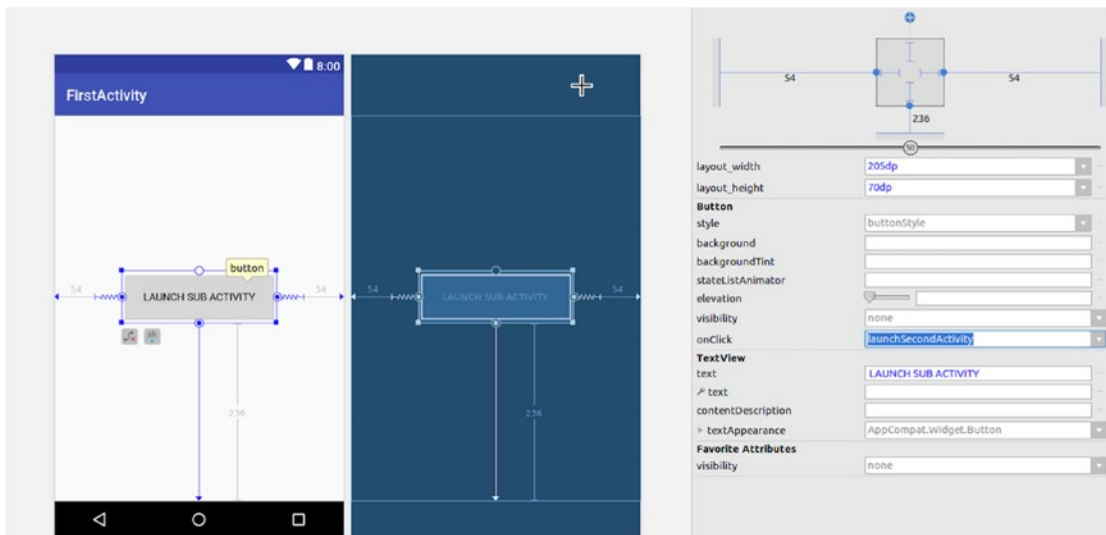 8:00
FirstActivity
button
54
LAUNCH SUB ACTIVITY
54
236
54
LAUNCH SUB ACTIVITY
54
236
54
54
236
50
layout_width 205dp
layout_height 70dp
Button
style buttonStyle
background
backgroundTint
stateListAnimator
elevation
visibility none
onClick launchSecondActivity
TextView
text LAUNCH SUB ACTIVITY
text
contentDescription
textAppearance AppCompat.Widget.Button
Favorite Attributes
visibility none